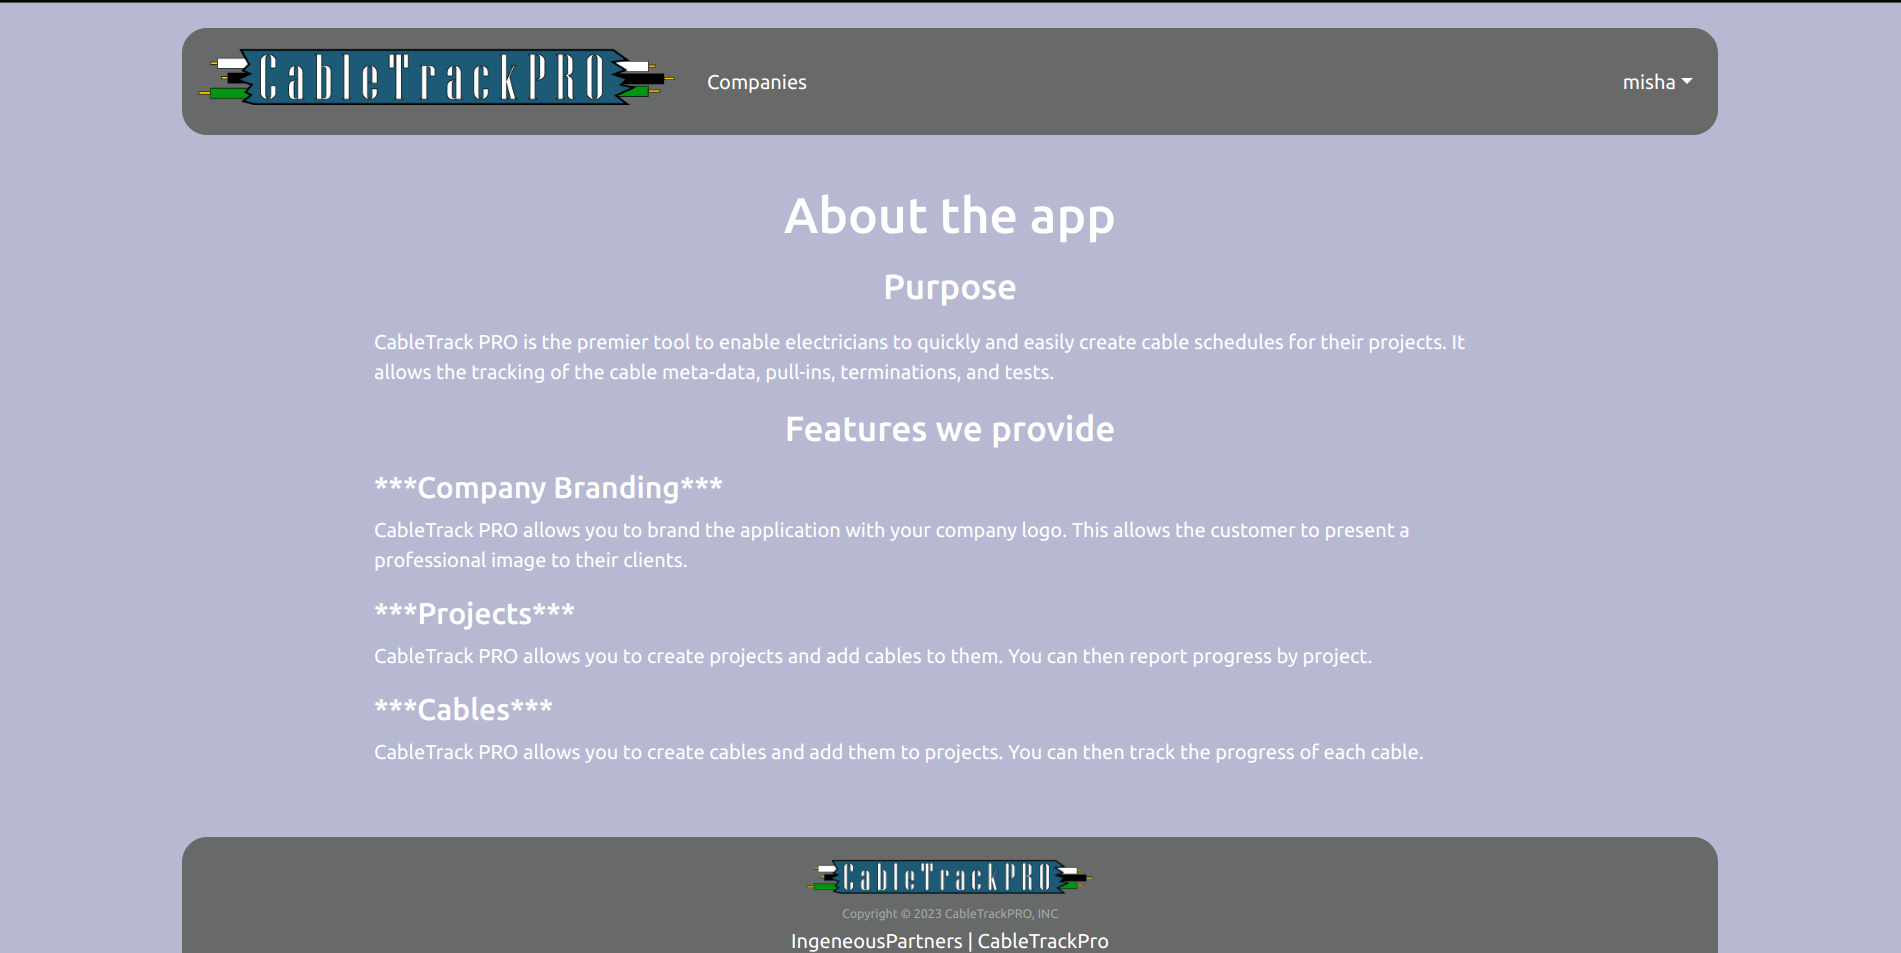 CableTrackPRO
Companies
misha
About the app
Purpose
CableTrack PRO is the premier tool to enable electricians to quickly and easily create cable schedules for their projects. It
allows the tracking of the cable meta-data, pull-ins, terminations, and tests.
Features we provide
***Company Branding***
CableTrack PRO allows you to brand the application with your company logo. This allows the customer to present a
professional image to their clients.
***Projects***
CableTrack PRO allows you to create projects and add cables to them. You can then report progress by project.
***Cables***
CableTrack PRO allows you to create cables and add them to projects. You can then track the progress of each cable.
CableTrackPRO
Copyright © 2023 CableTrackPRO, INC
IngeneousPartners | CableTrackPro